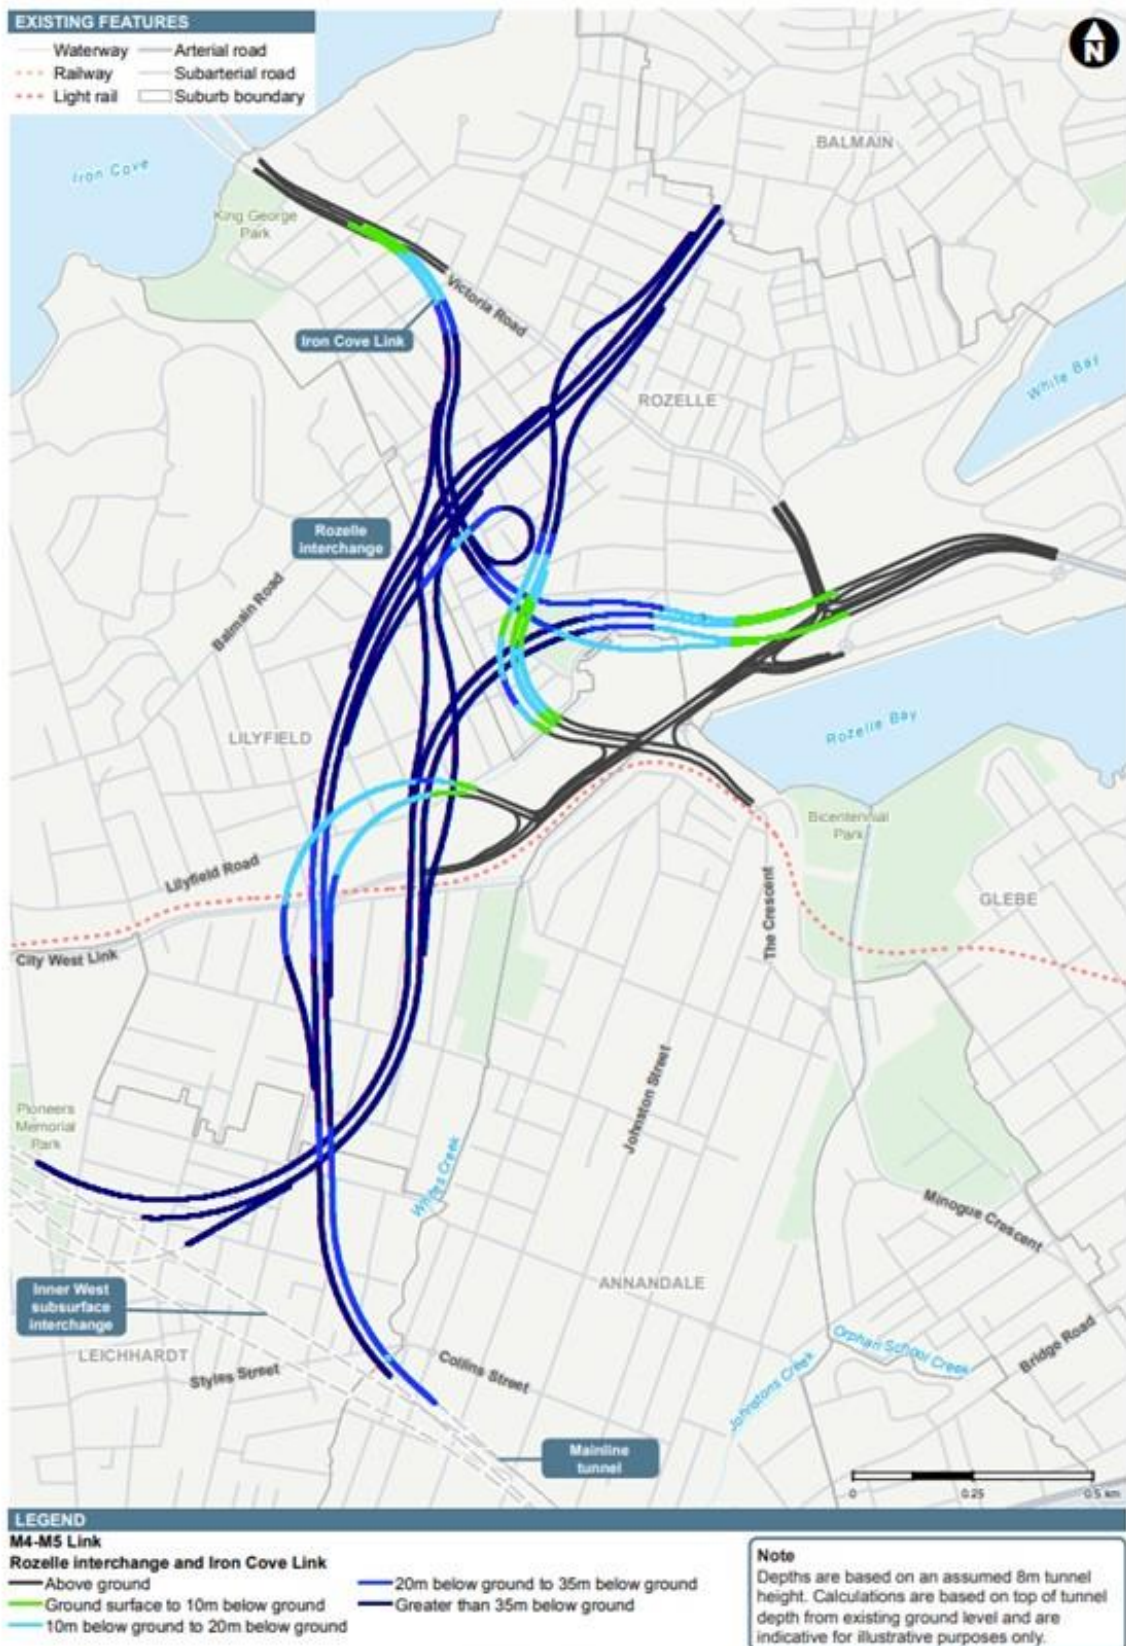 EXISTING FEATURES
Waterway
Arterial road
Railway
Subarterial road
Light rail
Suburb boundary
N
BALMAIN
Iron Cove
King George
Park
Victoria Road
Iron Cove Link
White Bay
ROZELLE
Rozelle
interchange
Balmain Road
LILYFIELD
Rozelle Bay
Bicentennial
Park
Lilyfield Road
The Crescent
GLEBE
City West Link
Johnston Street
Pioneers
Memorial
Park
Whites Creek
Minogue Crescent
ANNANDALE
Inner West
subsurface
interchange
Orphan School Creek
Bridge Road
LEICHHARDT
Styles Street
Collins Street
Johnstons Creek
Mainline
tunnel
0 0.25 0.5 km
LEGEND
M4-M5 Link
Rozelle interchange and Iron Cove Link
Above ground
20m below ground to 35m below ground
Ground surface to 10m below ground
Greater than 35m below ground
10m below ground to 20m below ground
Note
Depths are based on an assumed 8m tunnel
height. Calculations are based on top of tunnel
depth from existing ground level and are
indicative for illustrative purposes only.